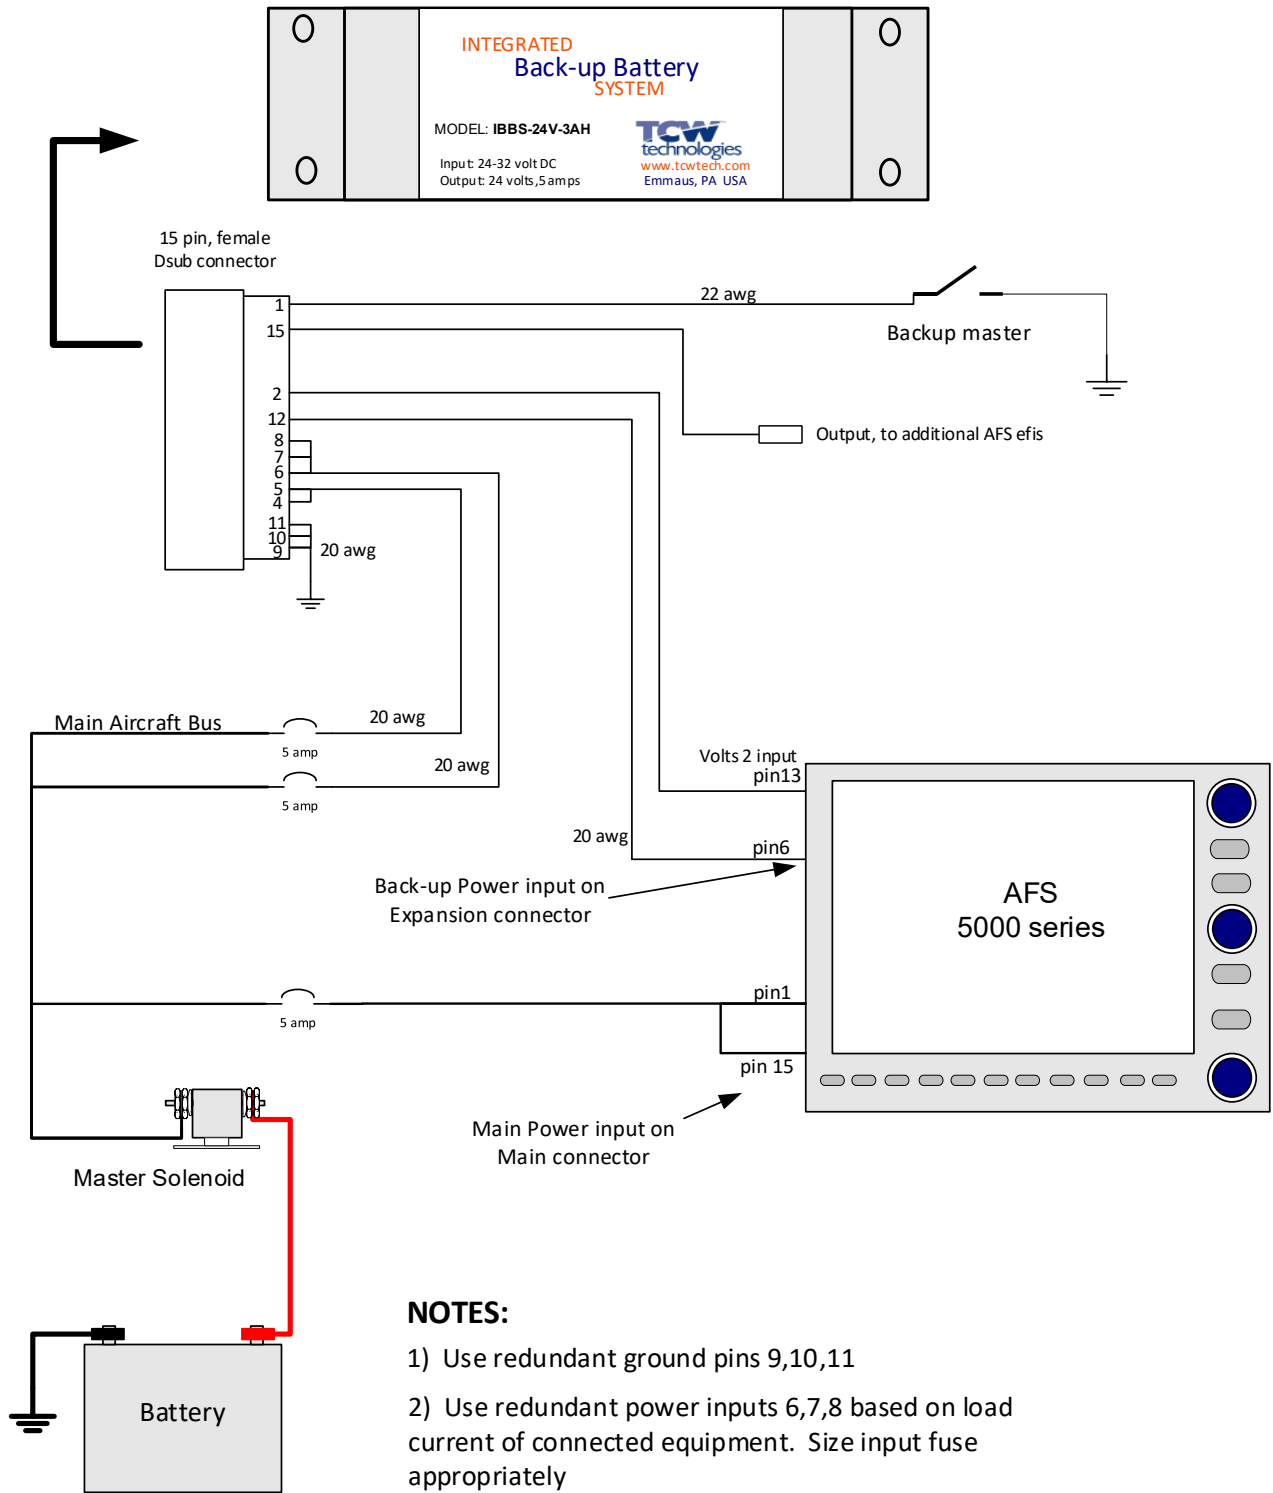 INTEGRATED
Back-up Battery
SYSTEM
MODEL: IBBS-24V-3AH
Input: 24-32 volt DC
Output: 24 volts,5amps
TCW
technologies
www.tcwtech.com
Emmaus, PA USA
15 pin, female
Dsub connector
1
15
2
12
8
7
6
5
4
11
10
9
22 awg
Backup master
Output, to additional AFS efis
20 awg
Main Aircraft Bus
20 awg
5 amp
20 awg
5 amp
Volts 2 input
pin13
20 awg
pin6
Back-up Power input on
Expansion connector
AFS
5000 series
pin1
5 amp
pin 15
Main Power input on
Main connector
Master Solenoid
Battery
NOTES:
1) Use redundant ground pins 9,10,11
2) Use redundant power inputs 6,7,8 based on load
current of connected equipment. Size input fuse
appropriately